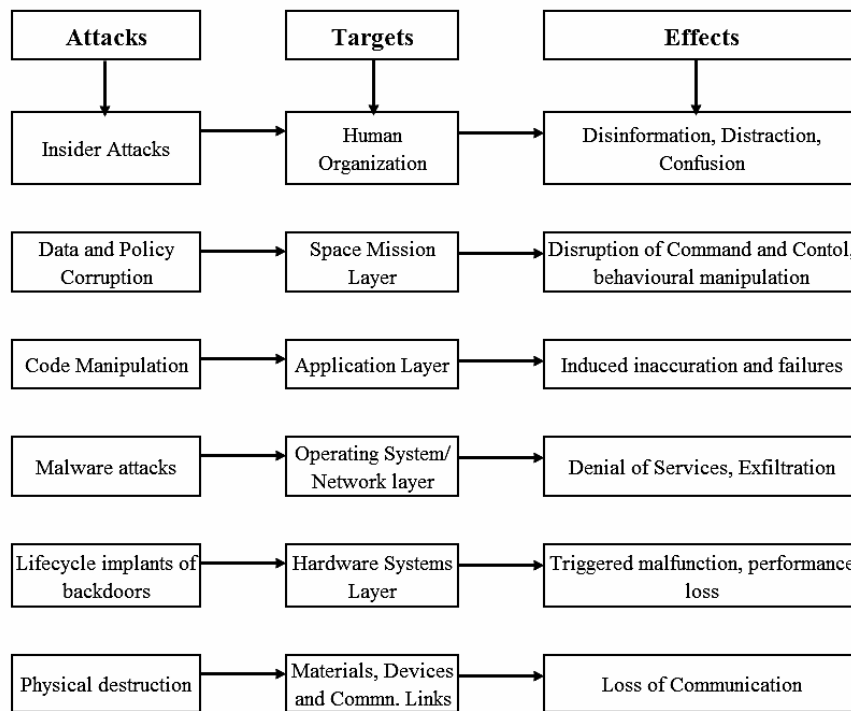 Attacks
Targets
Effects
Insider Attacks
Human
Organization
Disinformation, Distraction,
Confusion
Data and Policy
Corruption
Space Mission
Layer
Disruption of Command and Contol,
behavioural manipulation
Code Manipulation
Application Layer
Induced inaccuration and failures
Malware attacks
Operating System/
Network layer
Denial of Services, Exfiltration
Lifecycle implants of
backdoors
Hardware Systems
Layer
Triggered malfunction, performance
loss
Physical destruction
Materials, Devices
and Commn. Links
Loss of Communication